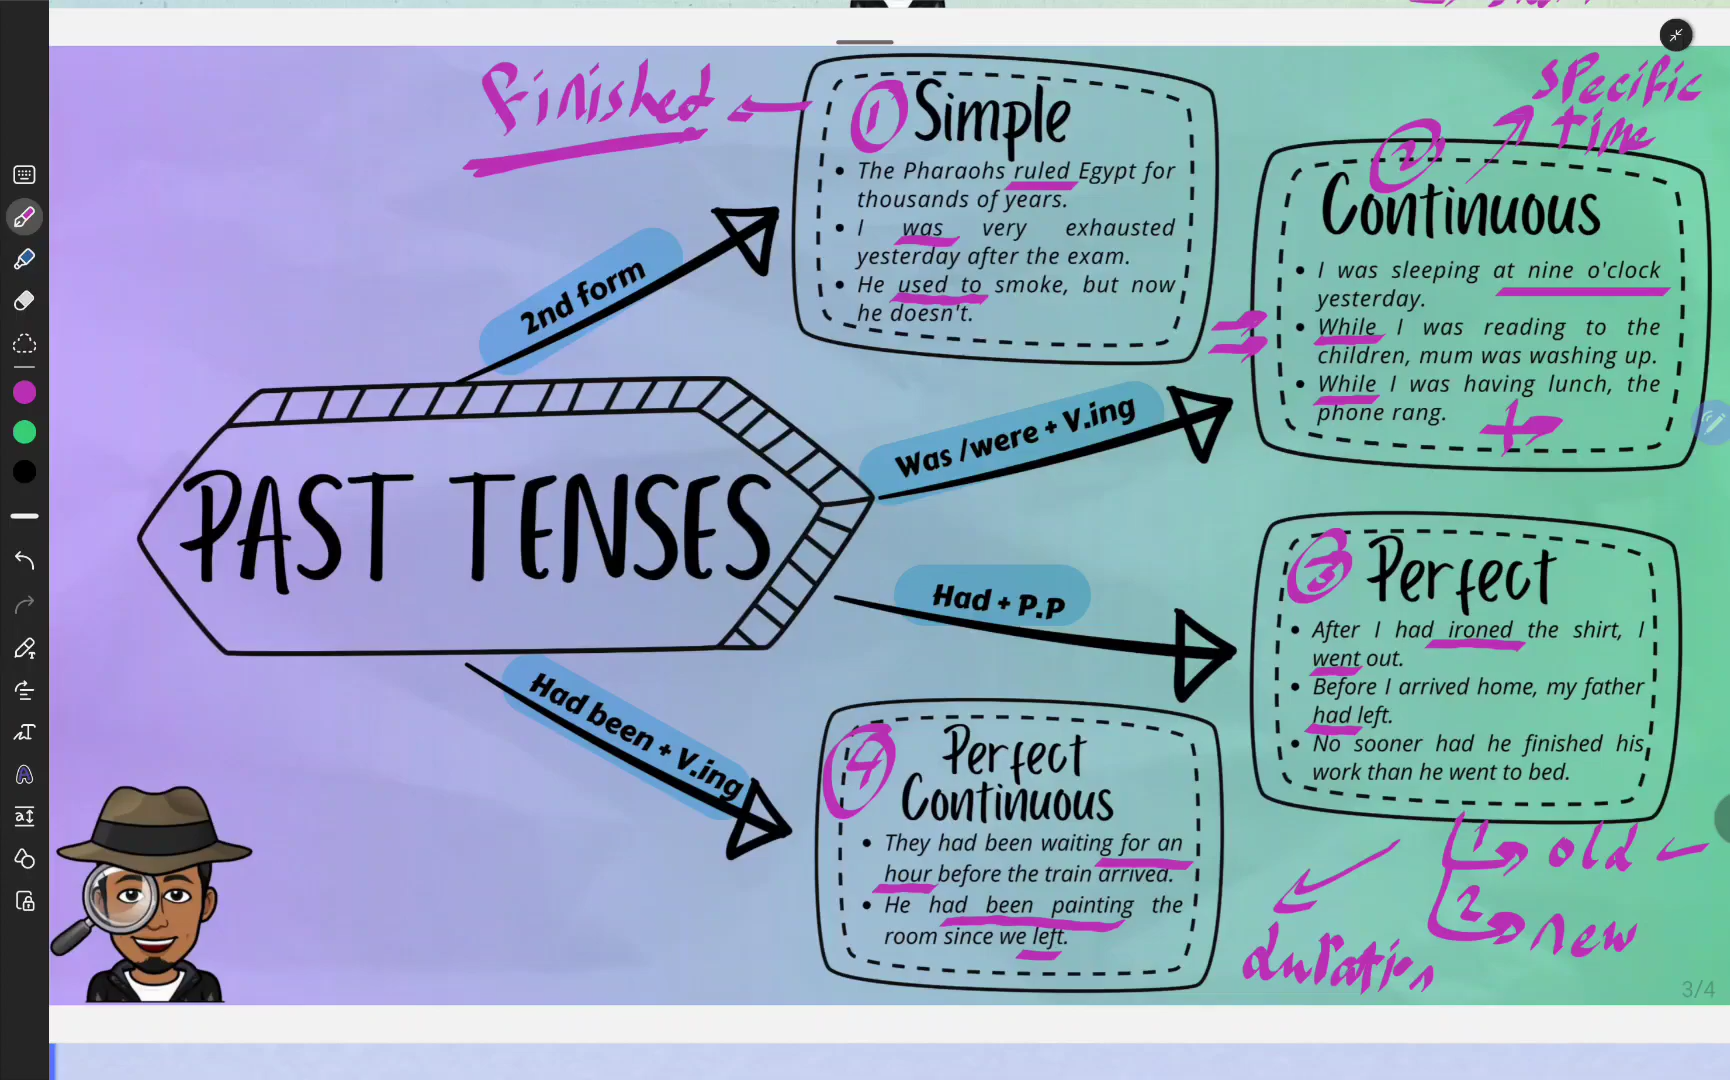 Finished
① Simple
• The Pharaohs ruled Egypt for
thousands of years.
• I was very exhausted
yesterday after the exam.
• He used to smoke, but now
he doesn't.
specific
time
②
Continuous
• I was sleeping at nine o'clock
yesterday.
• While I was reading to the
children, mum was washing up.
• While I was having lunch, the
phone rang.
2nd form
Was /were + V.ing
PAST TENSES
Had + P.P
Had been + V.ing
③ Perfect
• After I had ironed the shirt, I
went out.
• Before I arrived home, my father
had left.
• No sooner had he finished his
work than he went to bed.
④ Perfect
Continuous
• They had been waiting for an
hour before the train arrived.
• He had been painting the
room since we left.
1 → old
2 → new
duration
3/4